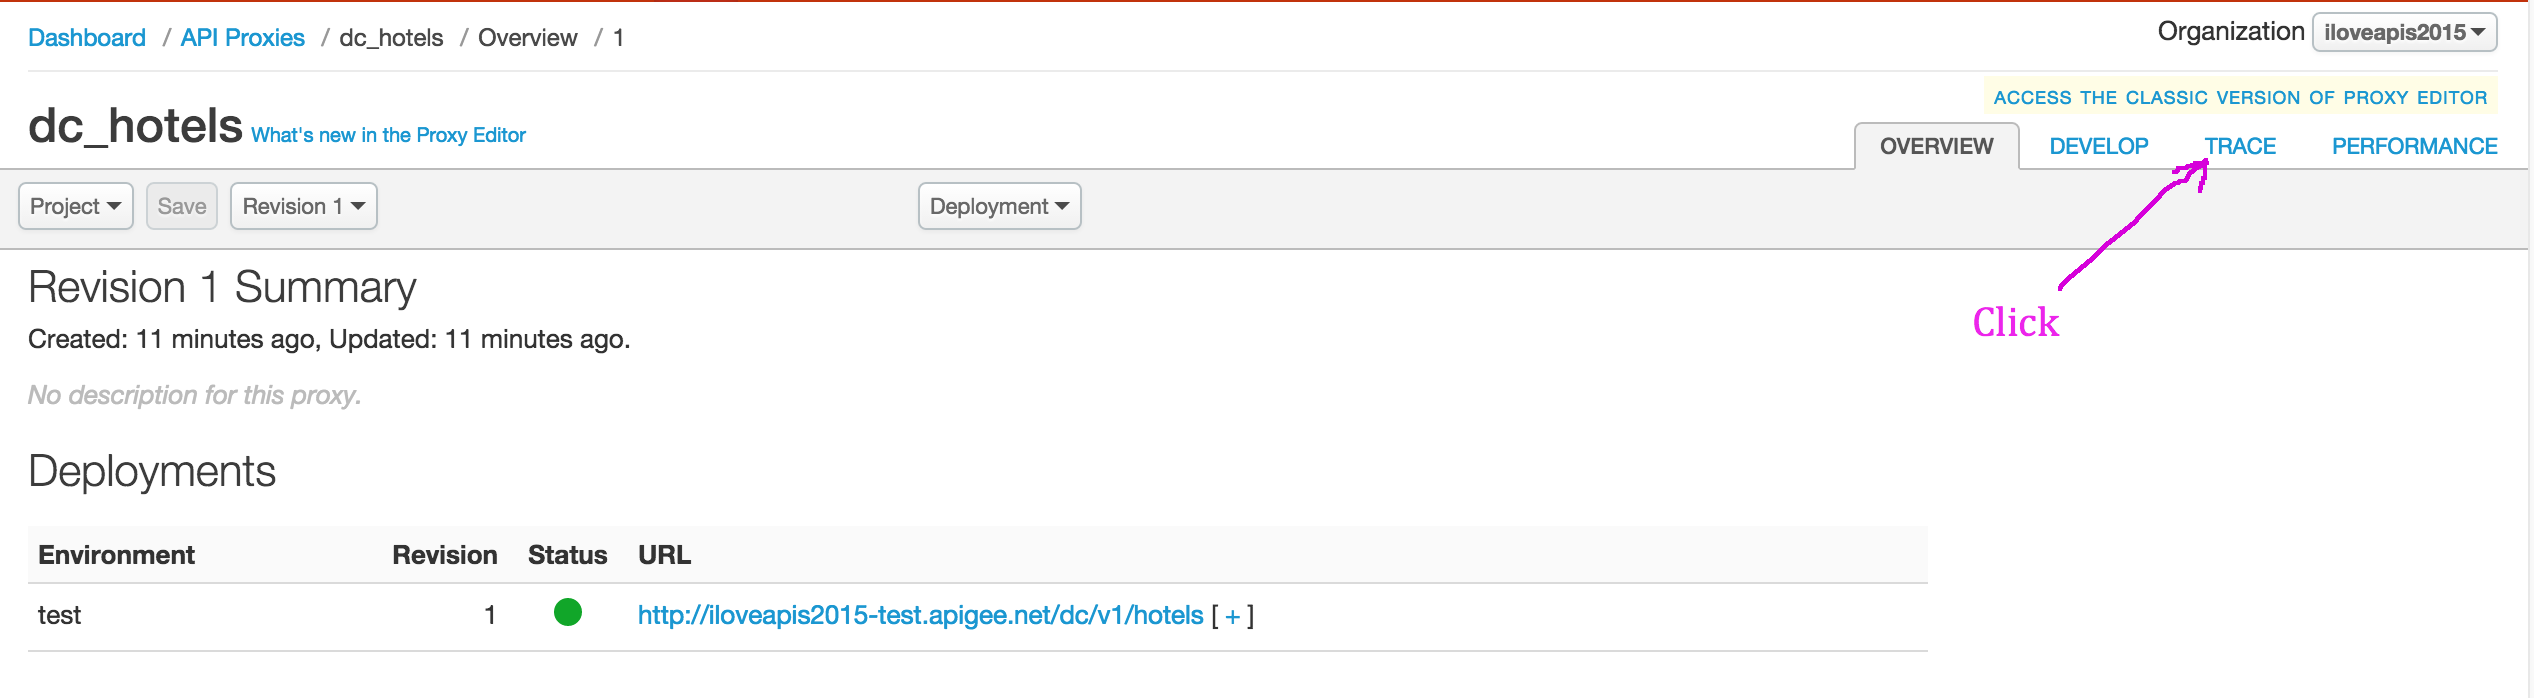 Dashboard / API Proxies / dc_hotels / Overview / 1
Organization iloveapis2015
ACCESS THE CLASSIC VERSION OF PROXY EDITOR
dc_hotels What's new in the Proxy Editor
OVERVIEW DEVELOP TRACE PERFORMANCE
Project Save Revision 1 Deployment
Revision 1 Summary
Click
Created: 11 minutes ago, Updated: 11 minutes ago.
No description for this proxy.
Deployments
Environment Revision Status URL
test 1 http://iloveapis2015-test.apigee.net/dc/v1/hotels [ + ]